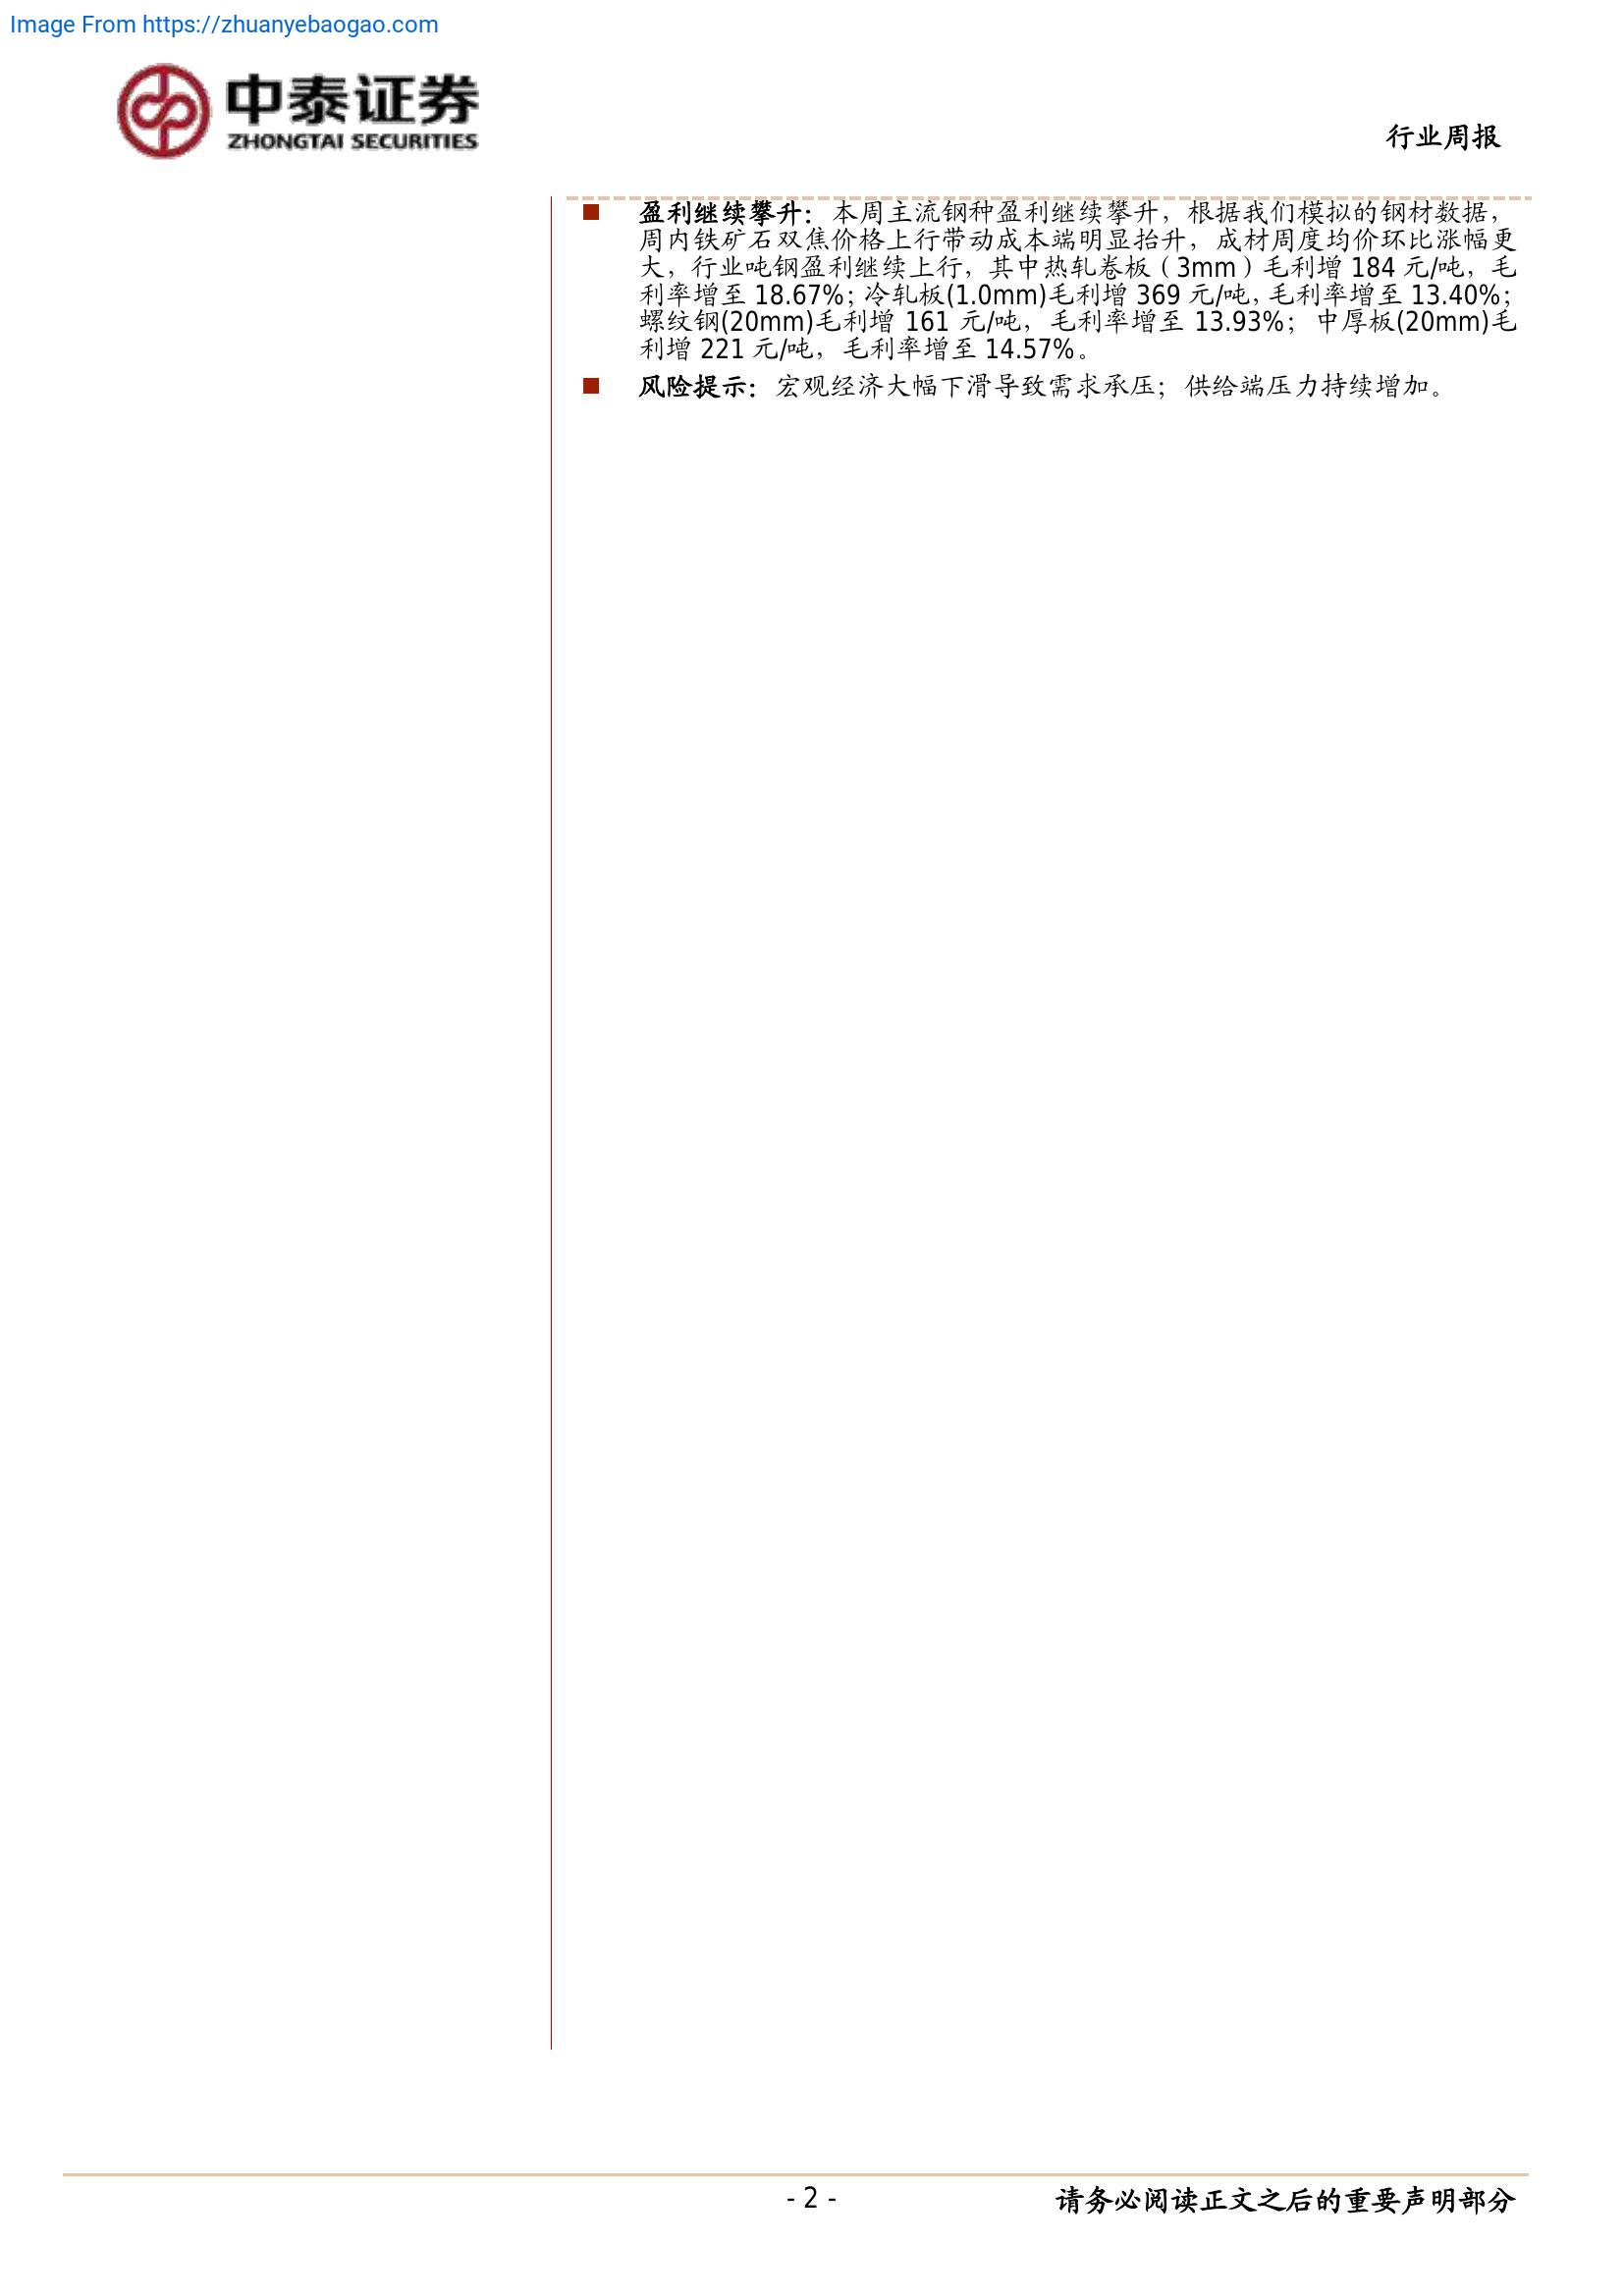 Image From https://zhuanyebaogao.com
中泰证券
ZHONGTAI SECURITIES
行业周报
■ 盈利继续攀升：本周主流钢种盈利继续攀升，根据我们模拟的钢材数据，
周内铁矿石双焦价格上行带动成本端明显抬升，成材周度均价环比涨幅更
大，行业吨钢盈利继续上行，其中热轧卷板（3mm）毛利增 184 元/吨，毛
利率增至 18.67%；冷轧板(1.0mm)毛利增 369 元/吨，毛利率增至 13.40%；
螺纹钢(20mm)毛利增 161 元/吨，毛利率增至 13.93%；中厚板(20mm)毛
利增 221 元/吨，毛利率增至 14.57%。
■ 风险提示：宏观经济大幅下滑导致需求承压；供给端压力持续增加。
- 2 -
请务必阅读正文之后的重要声明部分